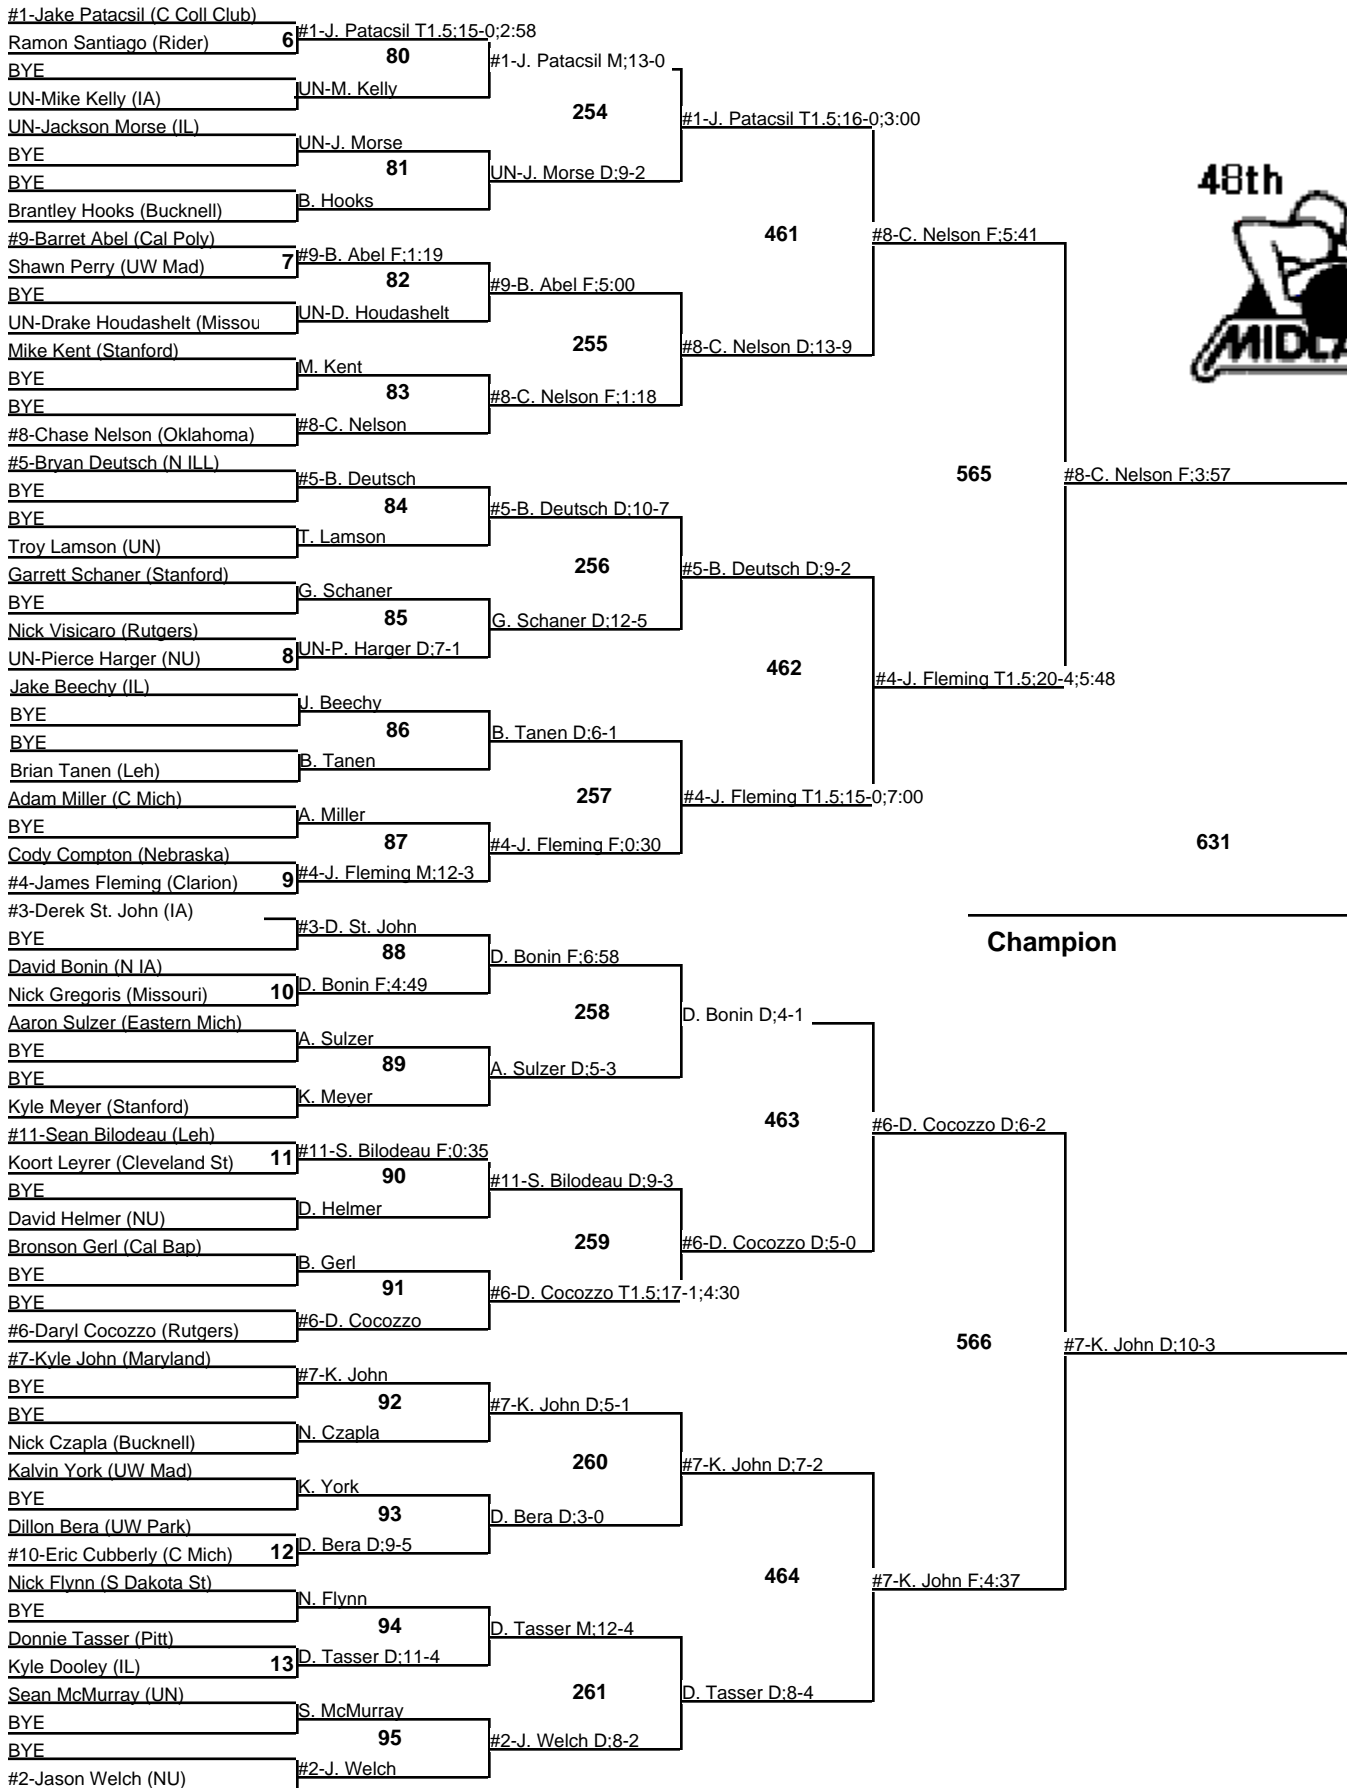 #1-Jake Patacsil (C Coll Club)
Ramon Santiago (Rider)
6
#1-J. Patacsil T1.5;15-0;2:58
BYE
80
#1-J. Patacsil M;13-0
UN-Mike Kelly (IA)
UN-M. Kelly
254
UN-Jackson Morse (IL)
#1-J. Patacsil T1.5;16-0;3:00
BYE
UN-J. Morse
BYE
81
UN-J. Morse D;9-2
48th
Brantley Hooks (Bucknell)
B. Hooks
461
#8-C. Nelson F;5:41
#9-Barret Abel (Cal Poly)
Shawn Perry (UW Mad)
7
#9-B. Abel F;1:19
BYE
82
#9-B. Abel F;5:00
UN-Drake Houdashelt (Missou
UN-D. Houdashelt
255
#8-C. Nelson D;13-9
Mike Kent (Stanford)
BYE
M. Kent
BYE
83
#8-C. Nelson F;1:18
#8-Chase Nelson (Oklahoma)
#8-C. Nelson
565
#8-C. Nelson F;3:57
#5-Bryan Deutsch (N ILL)
BYE
#5-B. Deutsch
BYE
84
#5-B. Deutsch D;10-7
Troy Lamson (UN)
T. Lamson
256
#5-B. Deutsch D;9-2
Garrett Schaner (Stanford)
BYE
G. Schaner
Nick Visicaro (Rutgers)
85
G. Schaner D;12-5
UN-Pierce Harger (NU)
8
UN-P. Harger D;7-1
462
#4-J. Fleming T1.5;20-4;5:48
Jake Beechy (IL)
BYE
J. Beechy
BYE
86
B. Tanen D;6-1
Brian Tanen (Leh)
B. Tanen
257
#4-J. Fleming T1.5;15-0;7:00
Adam Miller (C Mich)
BYE
A. Miller
Cody Compton (Nebraska)
87
#4-J. Fleming F;0:30
631
#4-James Fleming (Clarion)
9
#4-J. Fleming M;12-3
#3-Derek St. John (IA)
BYE
#3-D. St. John
Champion
David Bonin (N IA)
88
D. Bonin F;6:58
Nick Gregoris (Missouri)
10
D. Bonin F;4:49
258
D. Bonin D;4-1
Aaron Sulzer (Eastern Mich)
BYE
A. Sulzer
BYE
89
A. Sulzer D;5-3
Kyle Meyer (Stanford)
K. Meyer
463
#6-D. Cocozzo D;6-2
#11-Sean Bilodeau (Leh)
Koort Leyrer (Cleveland St)
11
#11-S. Bilodeau F;0:35
BYE
90
#11-S. Bilodeau D;9-3
David Helmer (NU)
D. Helmer
259
#6-D. Cocozzo D;5-0
Bronson Gerl (Cal Bap)
BYE
B. Gerl
BYE
91
#6-D. Cocozzo T1.5;17-1;4:30
#6-Daryl Cocozzo (Rutgers)
#6-D. Cocozzo
566
#7-K. John D;10-3
#7-Kyle John (Maryland)
BYE
#7-K. John
BYE
92
#7-K. John D;5-1
Nick Czapla (Bucknell)
N. Czapla
260
#7-K. John D;7-2
Kalvin York (UW Mad)
BYE
K. York
Dillon Bera (UW Park)
93
D. Bera D;3-0
#10-Eric Cubberly (C Mich)
12
D. Bera D;9-5
464
#7-K. John F;4:37
Nick Flynn (S Dakota St)
BYE
N. Flynn
Donnie Tasser (Pitt)
94
D. Tasser M;12-4
Kyle Dooley (IL)
13
D. Tasser D;11-4
261
D. Tasser D;8-4
Sean McMurray (UN)
BYE
S. McMurray
BYE
95
#2-J. Welch D;8-2
#2-Jason Welch (NU)
#2-J. Welch